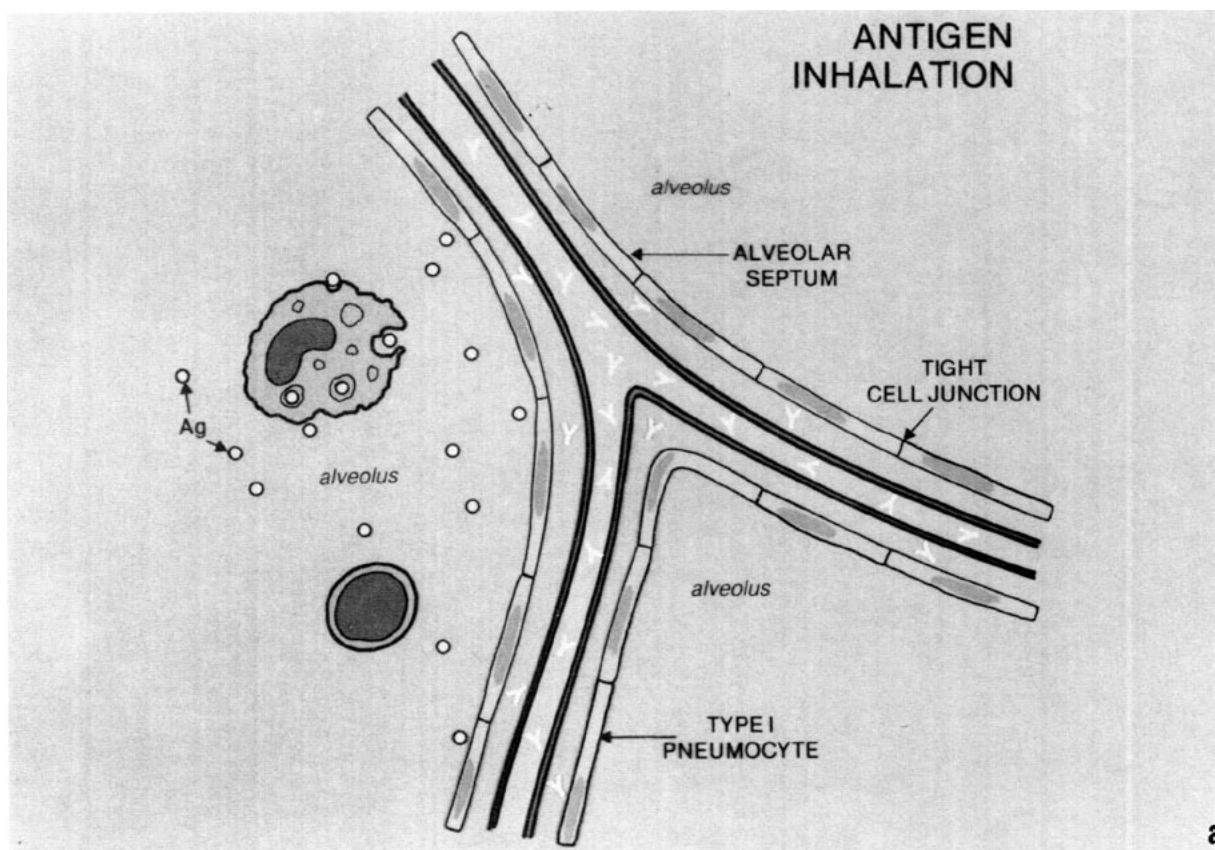 ANTIGEN
INHALATION
alveolus
ALVEOLAR
SEPTUM
TIGHT
CELL JUNCTION
Ag
alveolus
alveolus
TYPE I
PNEUMOCYTE
a